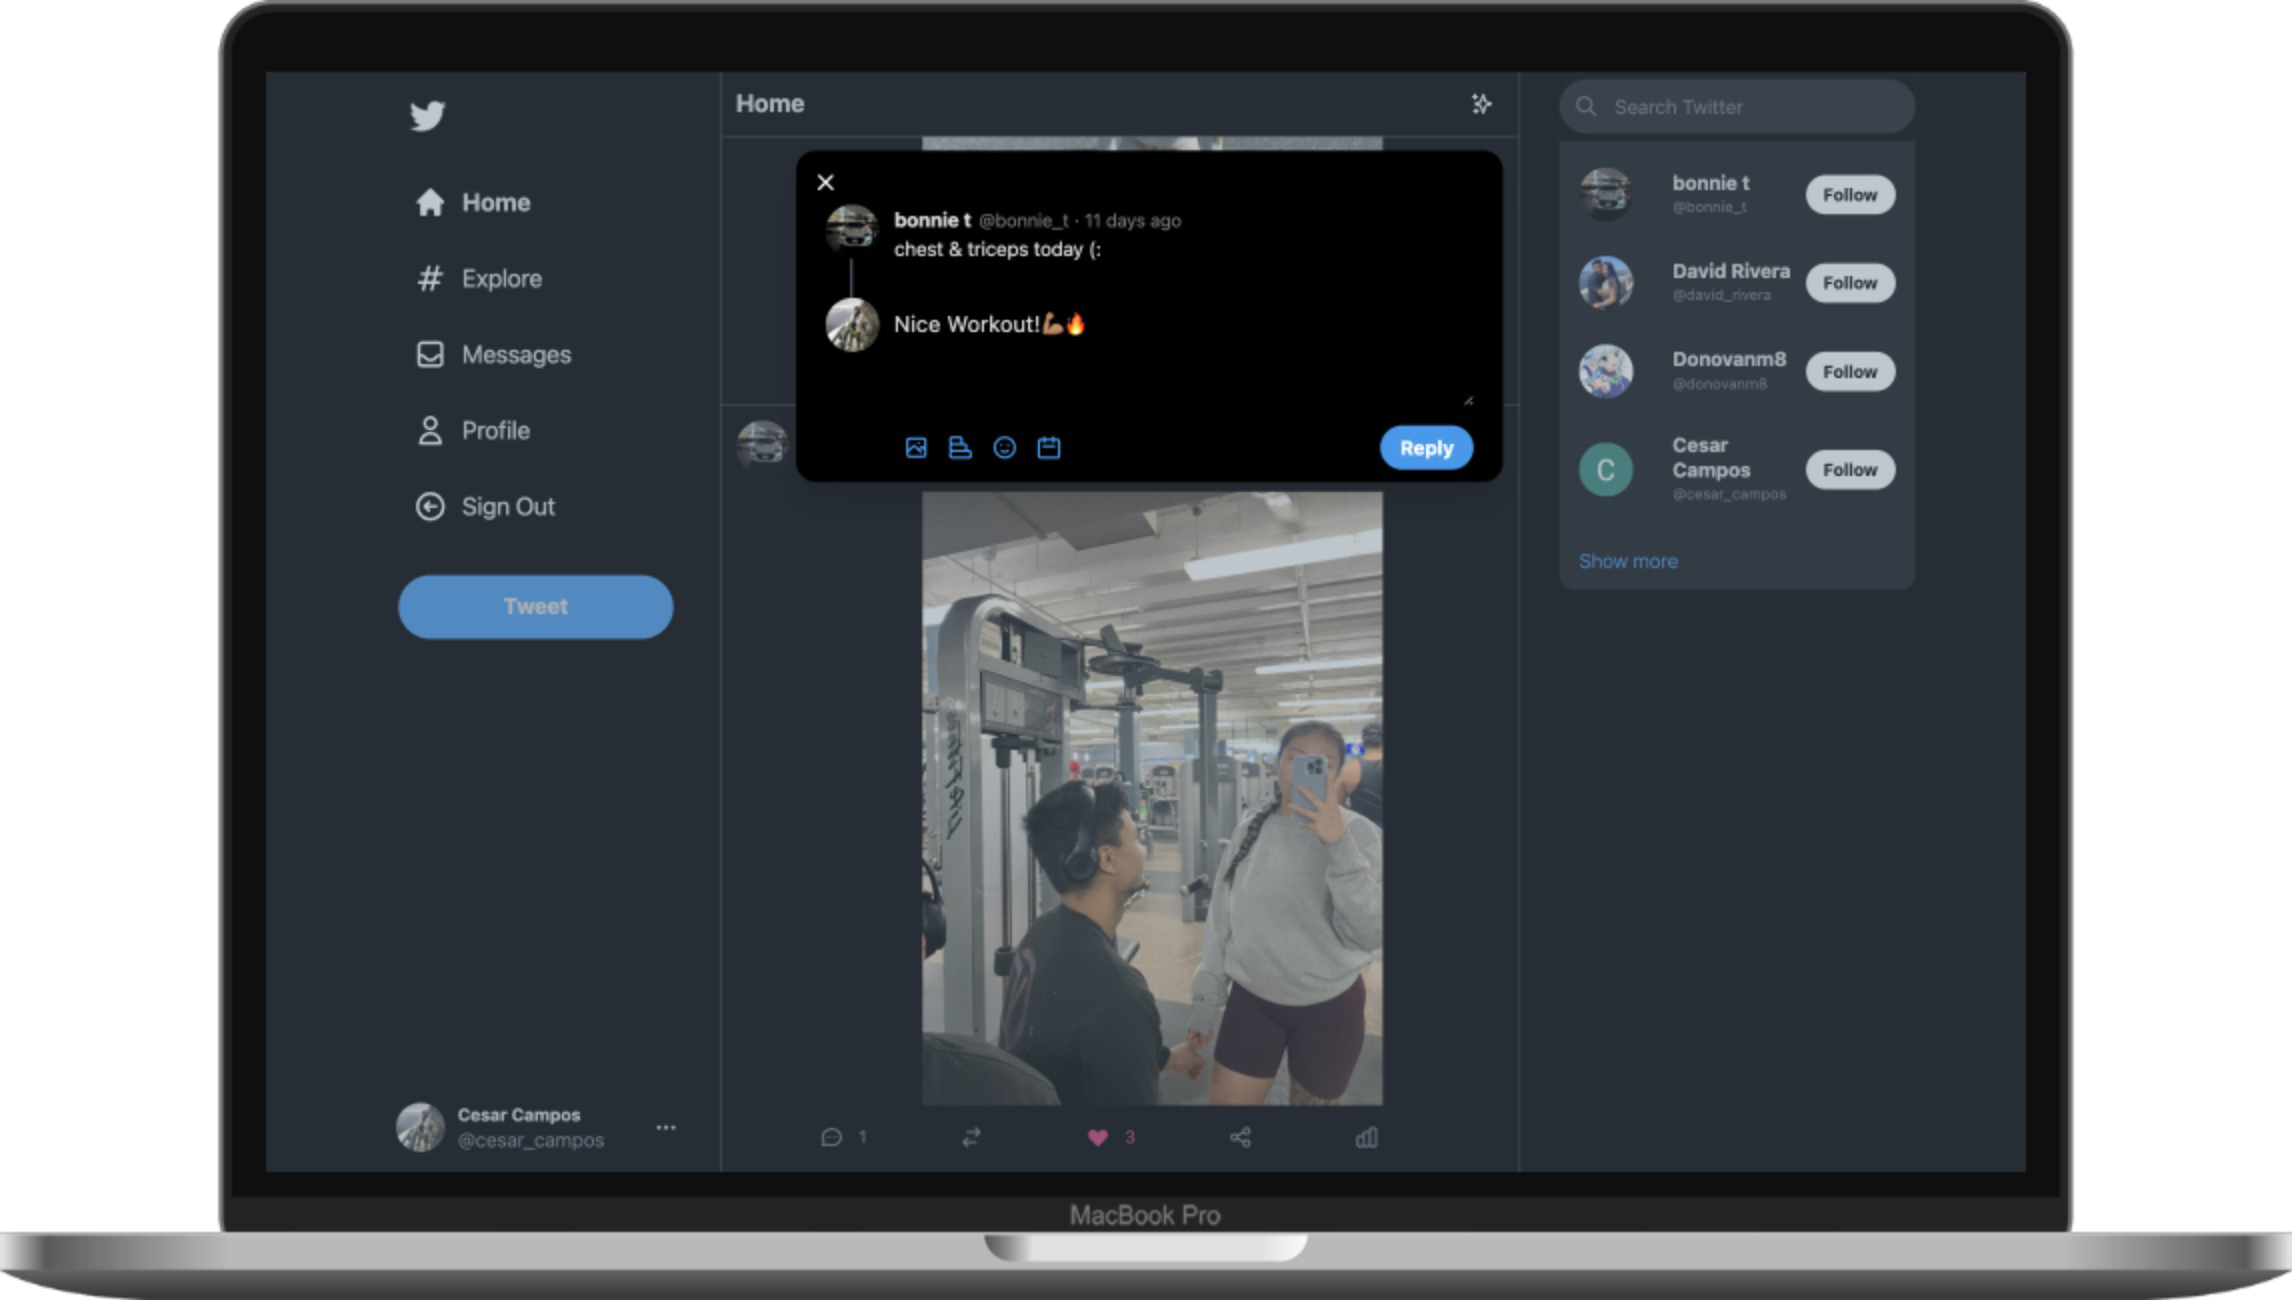 Home
Explore
Messages
Profile
Sign Out
Tweet
Cesar Campos
@cesar_campos
Home
bonnie t @bonnie_t · 11 days ago
chest & triceps today (:
Nice Workout!💪🏽🔥
Reply
1
3
Search Twitter
bonnie t
@bonnie_t
Follow
David Rivera
@david_rivera
Follow
Donovanm8
@donovanm8
Follow
C
Cesar
Campos
@cesar_campos
Follow
Show more
MacBook Pro